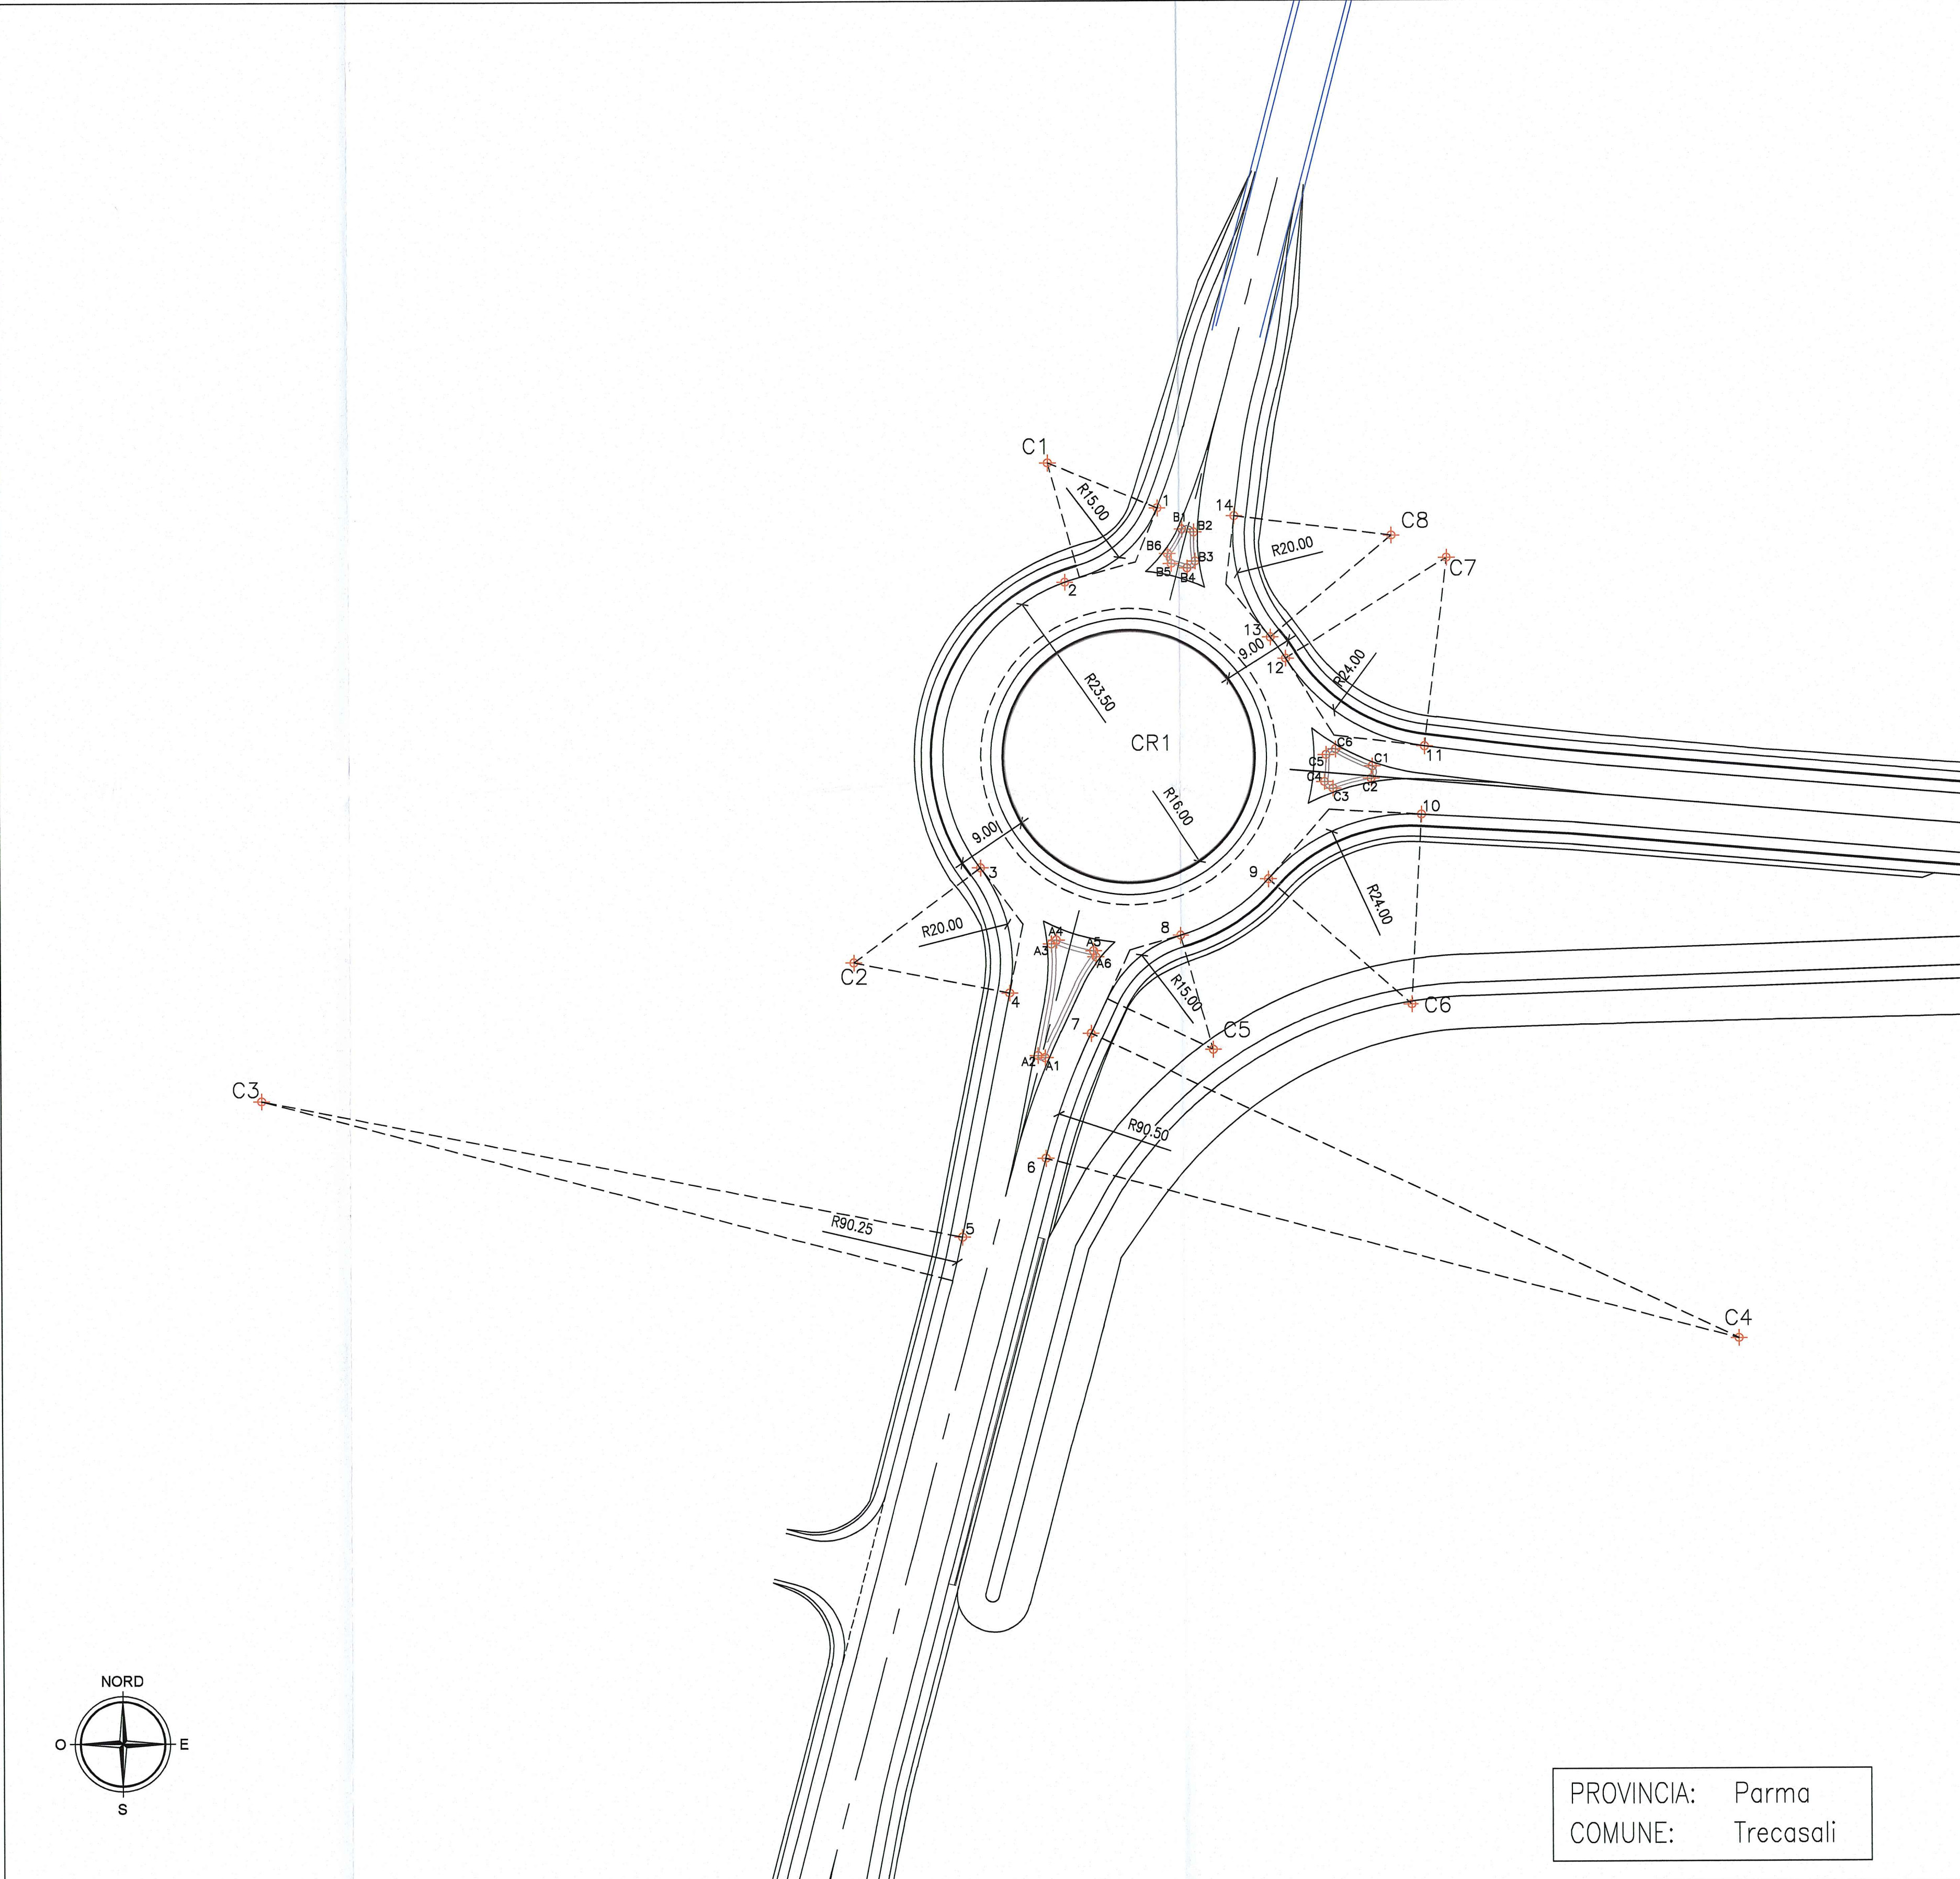 C1
R15.00
1
14
B1
B2
C8
R20.00
B6
B3
C7
B5
B4
2
13
9.00
12
R24.00
R23.50
CR1
11
C6
C5
C1
C4
C2
C3
R16.00
10
9.00
3
9
R24.00
R20.00
8
A4
A3
A5
A6
C2
4
R15.00
C6
7
C5
A2
A1
C3
R90.50
6
5
R90.25
C4
NORD
O
E
S
PROVINCIA: Parma
COMUNE: Trecasali